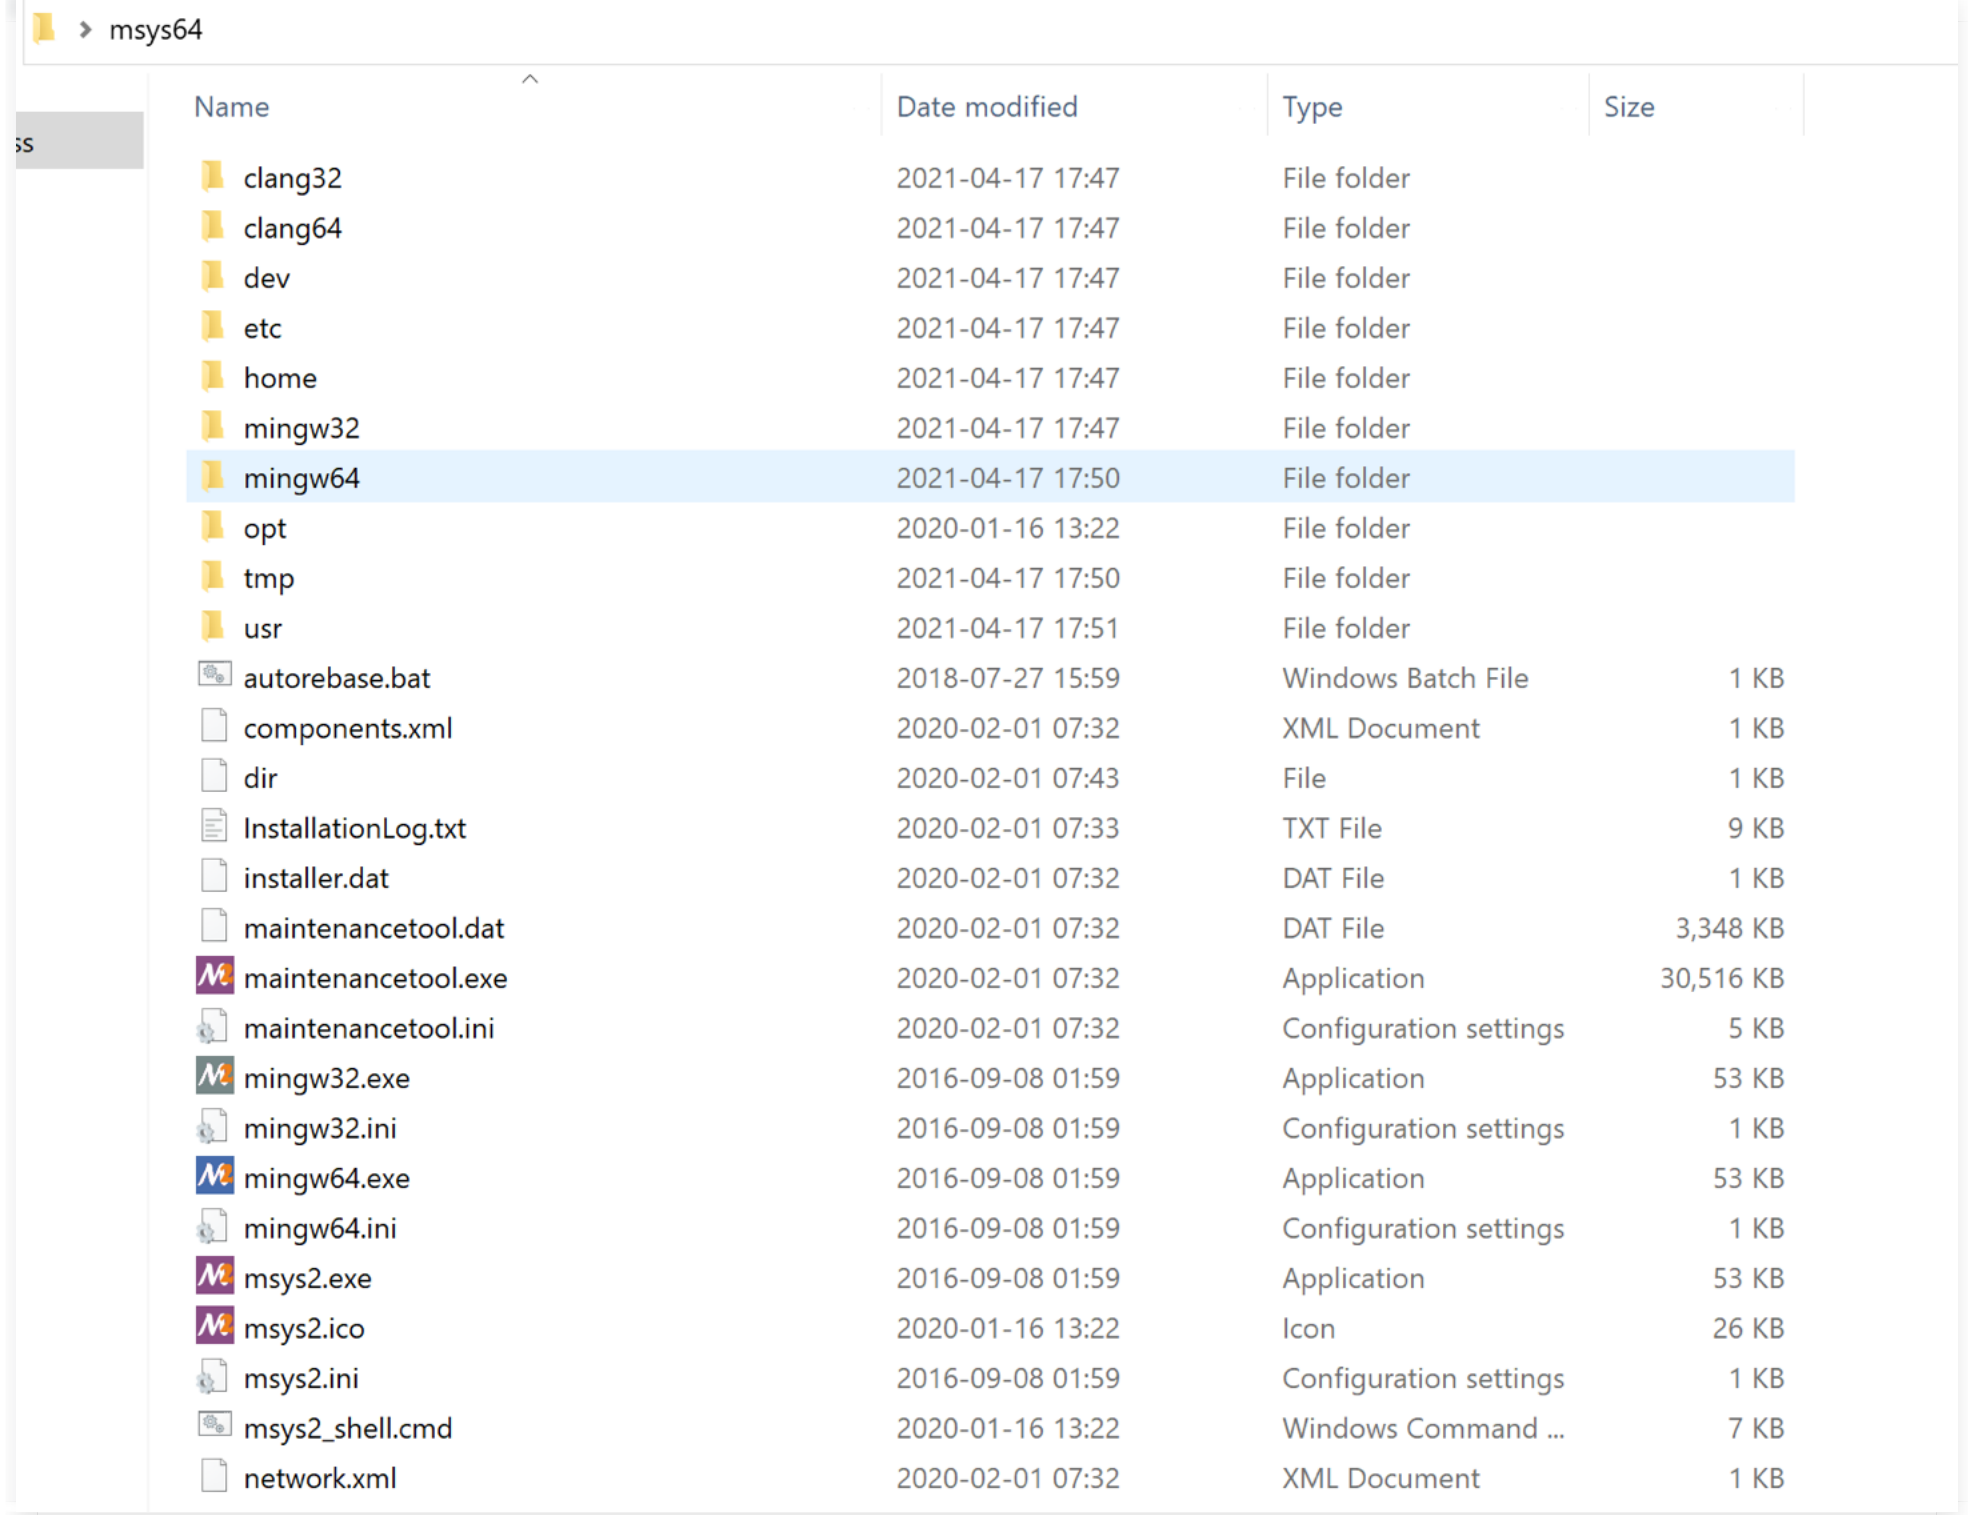 msys64
Name Date modified Type Size
ss
clang32 2021-04-17 17:47 File folder
clang64 2021-04-17 17:47 File folder
dev 2021-04-17 17:47 File folder
etc 2021-04-17 17:47 File folder
home 2021-04-17 17:47 File folder
mingw32 2021-04-17 17:47 File folder
mingw64 2021-04-17 17:50 File folder
opt 2020-01-16 13:22 File folder
tmp 2021-04-17 17:50 File folder
usr 2021-04-17 17:51 File folder
autorebase.bat 2018-07-27 15:59 Windows Batch File 1 KB
components.xml 2020-02-01 07:32 XML Document 1 KB
dir 2020-02-01 07:43 File 1 KB
InstallationLog.txt 2020-02-01 07:33 TXT File 9 KB
installer.dat 2020-02-01 07:32 DAT File 1 KB
maintenancetool.dat 2020-02-01 07:32 DAT File 3,348 KB
maintenancetool.exe 2020-02-01 07:32 Application 30,516 KB
maintenancetool.ini 2020-02-01 07:32 Configuration settings 5 KB
mingw32.exe 2016-09-08 01:59 Application 53 KB
mingw32.ini 2016-09-08 01:59 Configuration settings 1 KB
mingw64.exe 2016-09-08 01:59 Application 53 KB
mingw64.ini 2016-09-08 01:59 Configuration settings 1 KB
msys2.exe 2016-09-08 01:59 Application 53 KB
msys2.ico 2020-01-16 13:22 Icon 26 KB
msys2.ini 2016-09-08 01:59 Configuration settings 1 KB
msys2_shell.cmd 2020-01-16 13:22 Windows Command ... 7 KB
network.xml 2020-02-01 07:32 XML Document 1 KB